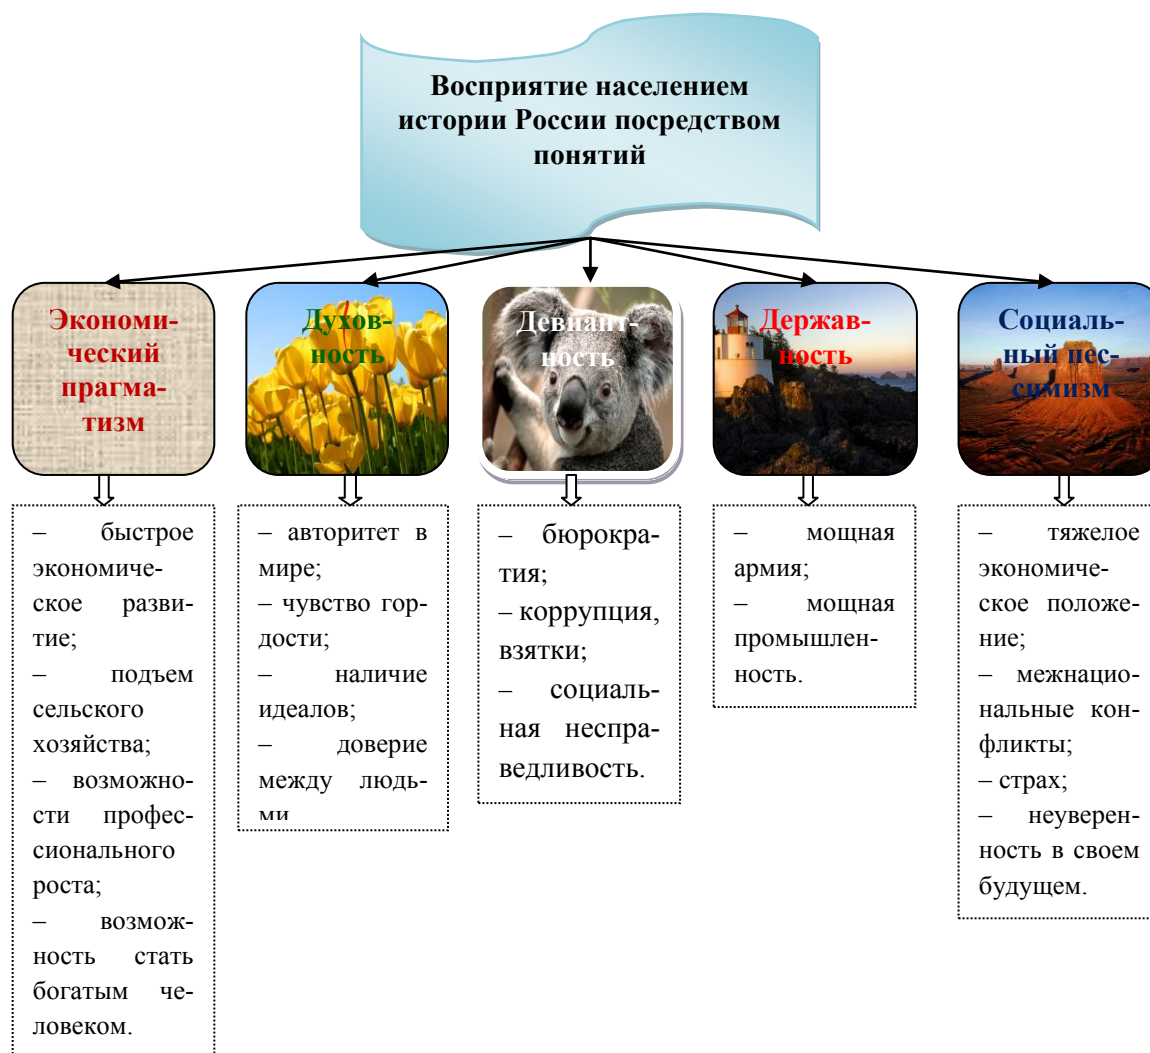 Восприятие населением
истории России посредством
понятий
Экономи-
ческий
прагма-
тизм
Духов-
ность
Девиант-
ность
Держав-
ность
Социаль-
ный пес-
симизм
– быстрое
экономиче-
ское разви-
тие;
– подъем
сельского
хозяйства;
– возможно-
сти профес-
сионального
роста;
– возмож-
ность стать
богатым че-
ловеком.
– авторитет в
мире;
– чувство гор-
дости;
– наличие
идеалов;
– доверие
между людь-
ми
– бюрокра-
тия;
– коррупция,
взятки;
– социаль-
ная неспра-
ведливость.
– мощная
армия;
– мощная
промышлен-
ность.
– тяжелое
экономиче-
ское положе-
ние;
– межнацио-
нальные кон-
фликты;
– страх;
– неуверен-
ность в своем
будущем.